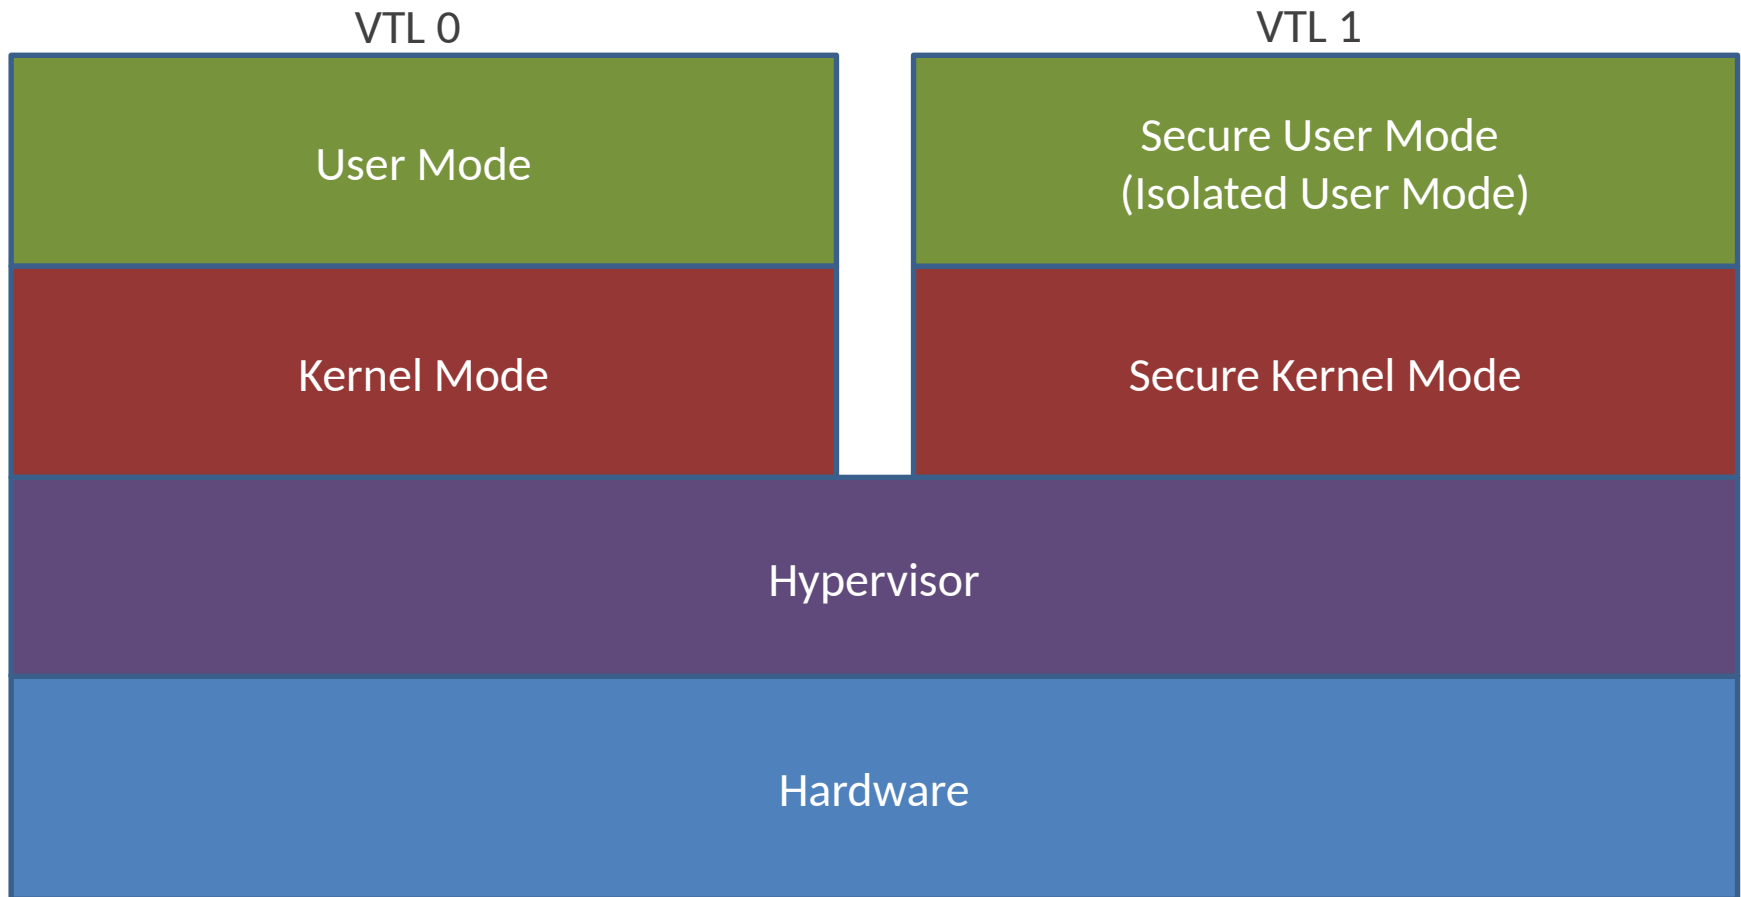 VTL 0
VTL 1
User Mode
Secure User Mode
(Isolated User Mode)
Kernel Mode
Secure Kernel Mode
Hypervisor
Hardware